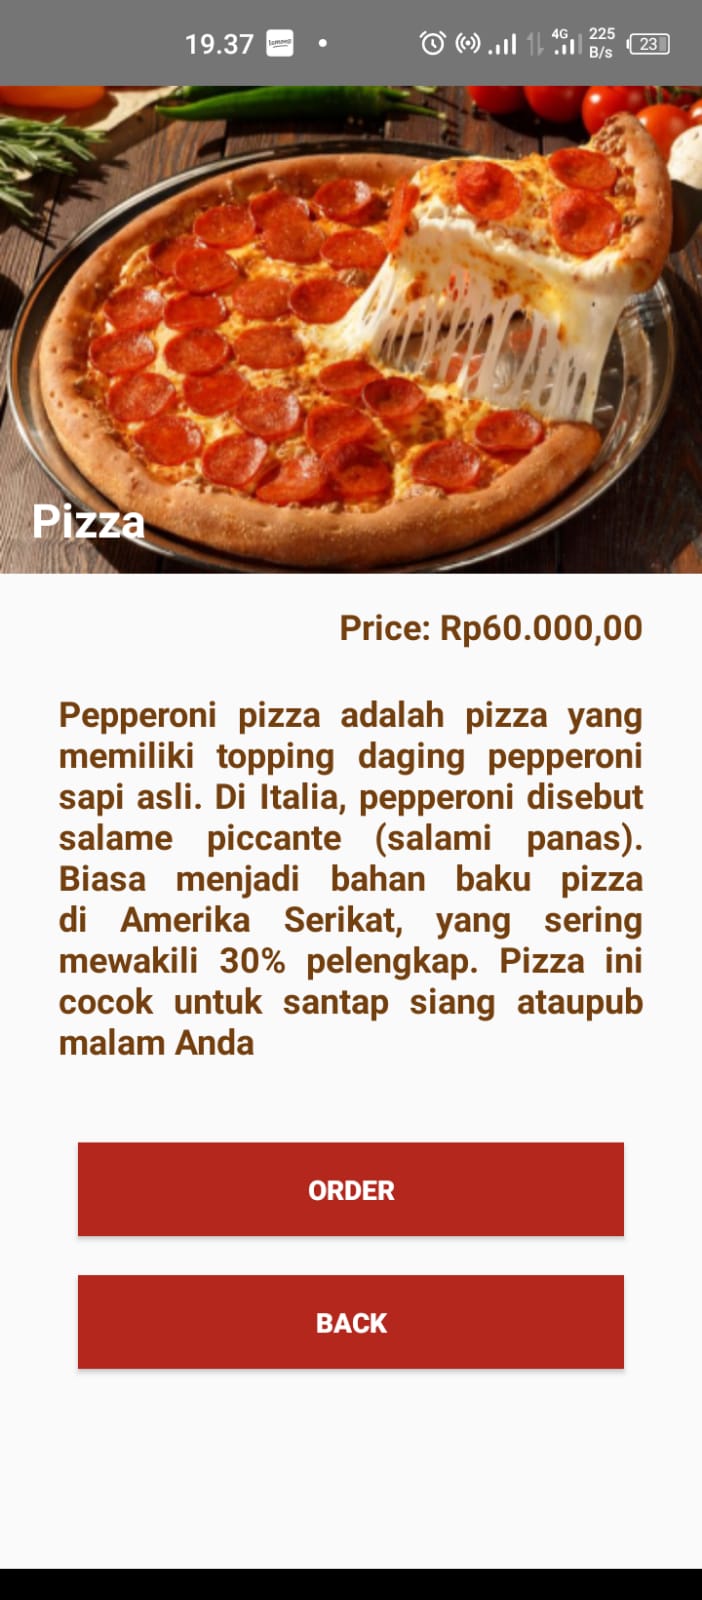 19.37
4G
225
B/s
23
Pizza
Price: Rp60.000,00
Pepperoni pizza adalah pizza yang
memiliki topping daging pepperoni
sapi asli. Di Italia, pepperoni disebut
salame piccante (salami panas).
Biasa menjadi bahan baku pizza
di Amerika Serikat, yang sering
mewakili 30% pelengkap. Pizza ini
cocok untuk santap siang ataupub
malam Anda
ORDER
BACK